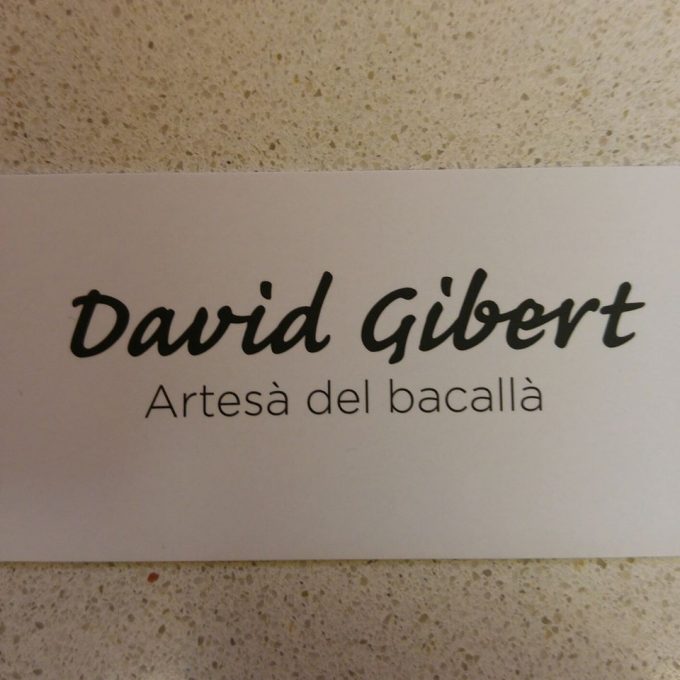 David Gibert
Artesà del bacallà